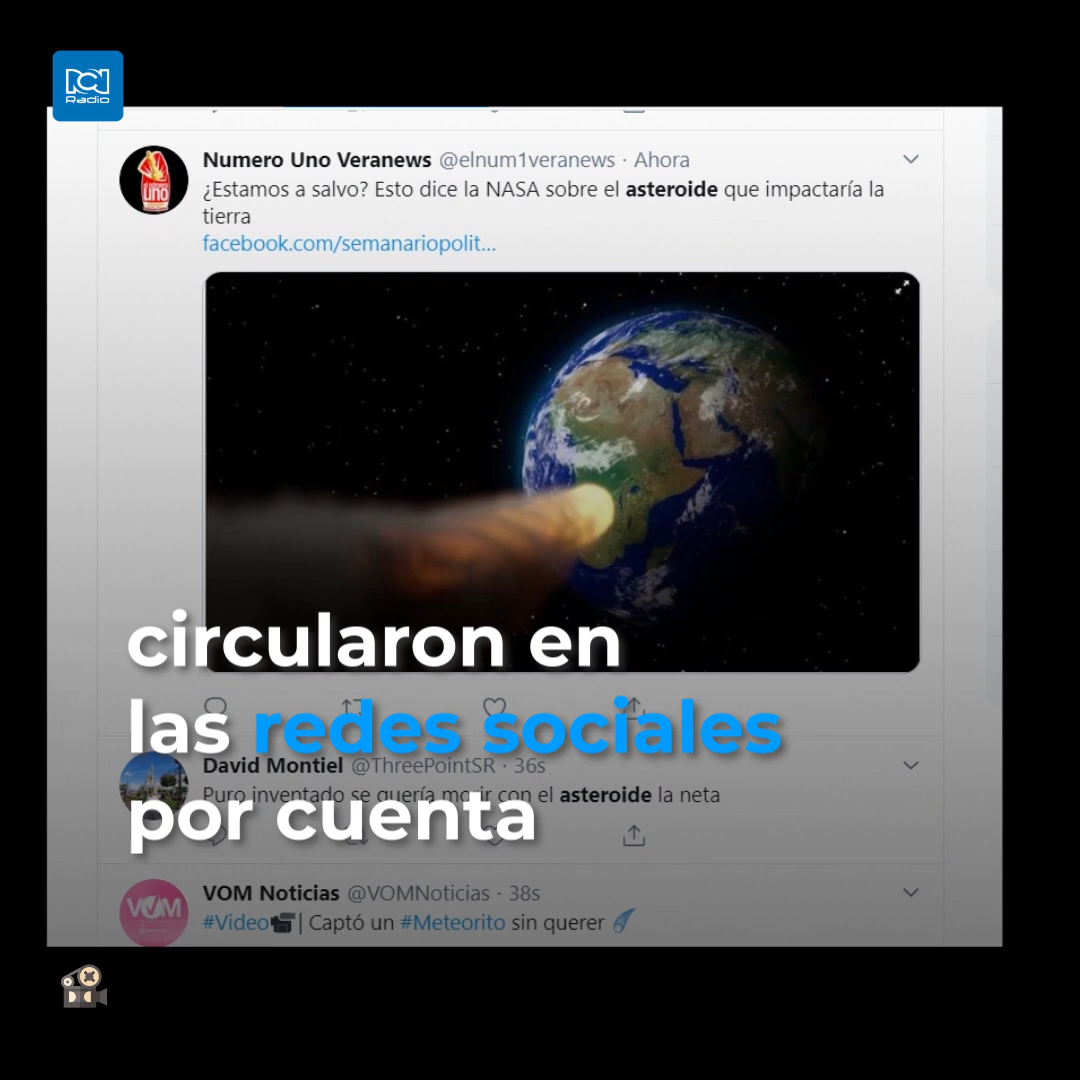 RCN
Radio
Numero Uno Veranews @elnum1veranews · Ahora
¿Estamos a salvo? Esto dice la NASA sobre el asteroide que impactaría la
tierra
facebook.com/semanariopolit...
circularon en
las redes sociales
por cuenta
David Montiel @ThreePointSR · 36s
Puro inventado se quería morir con el asteroide la neta
VOM Noticias @VOMNoticias · 38s
#Video | Captó un #Meteorito sin querer
UNO
VOM